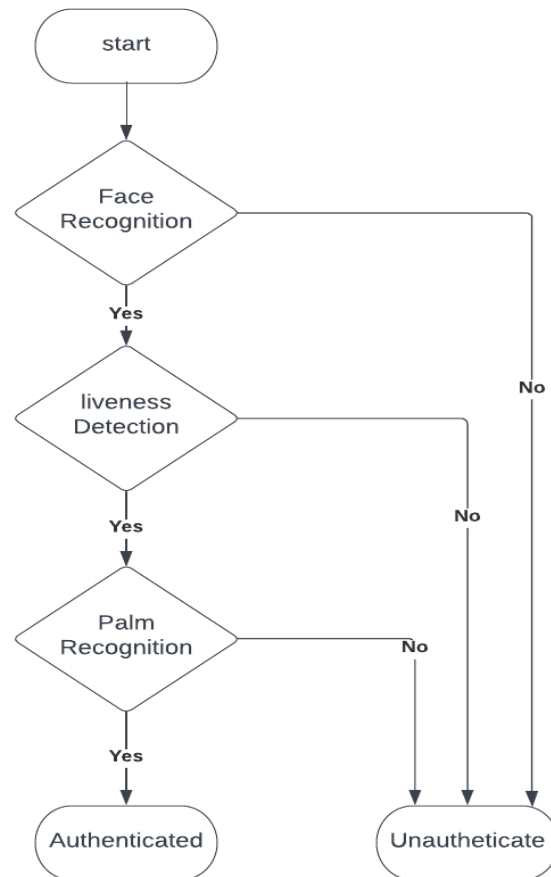 start
Face
Recognition
Yes
No
liveness
Detection
No
Yes
Palm
Recognition
No
Yes
Authenticated
Unautheticate